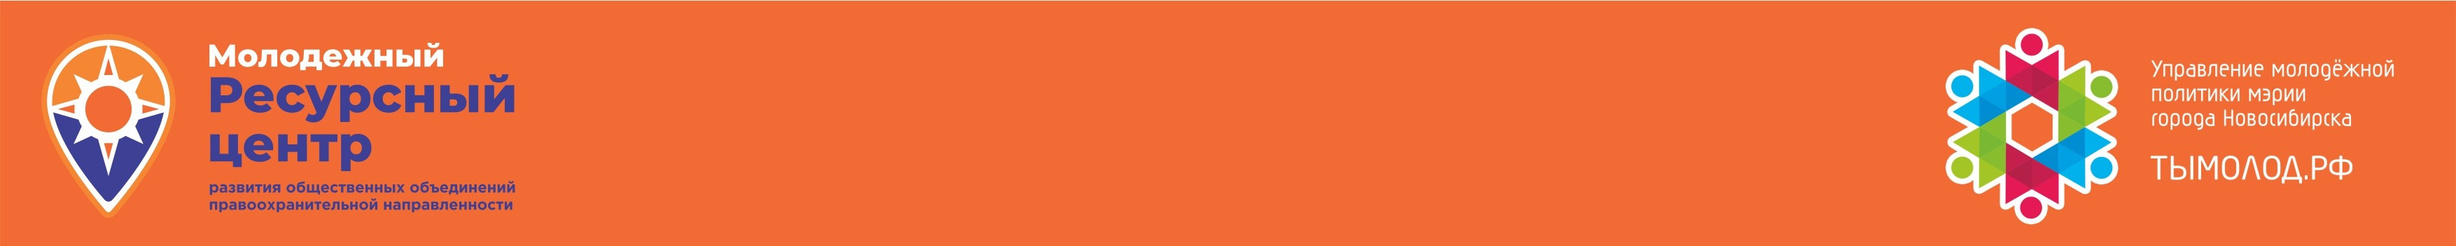 Молодежный
Ресурсный
центр
развития общественных объединений
правоохранительной направленности
Управление молодёжной
политики мэрии
города Новосибирска
ТЫМОЛОД.РФ